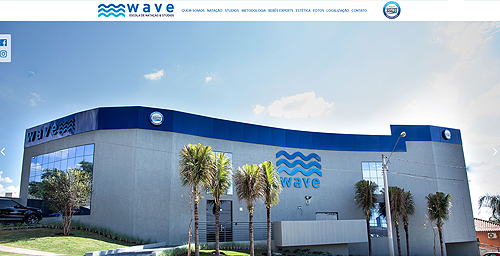 wave
ESCOLA DE NATAÇÃO & STUDIOS
QUEM SOMOS NATAÇÃO STUDIOS METODOLOGIA BEBÊS EXPERTS ESTÉTICA FOTOS LOCALIZAÇÃO CONTATO
wave
wave